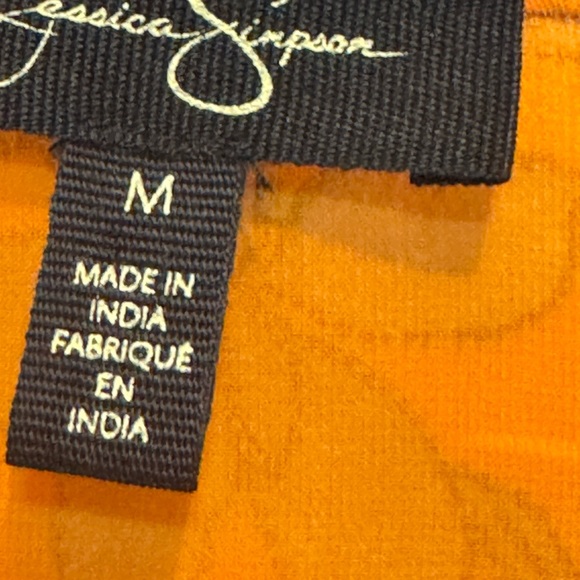 Jessica Simpson
M
MADE IN
INDIA
FABRIQUÉ
EN
INDIA